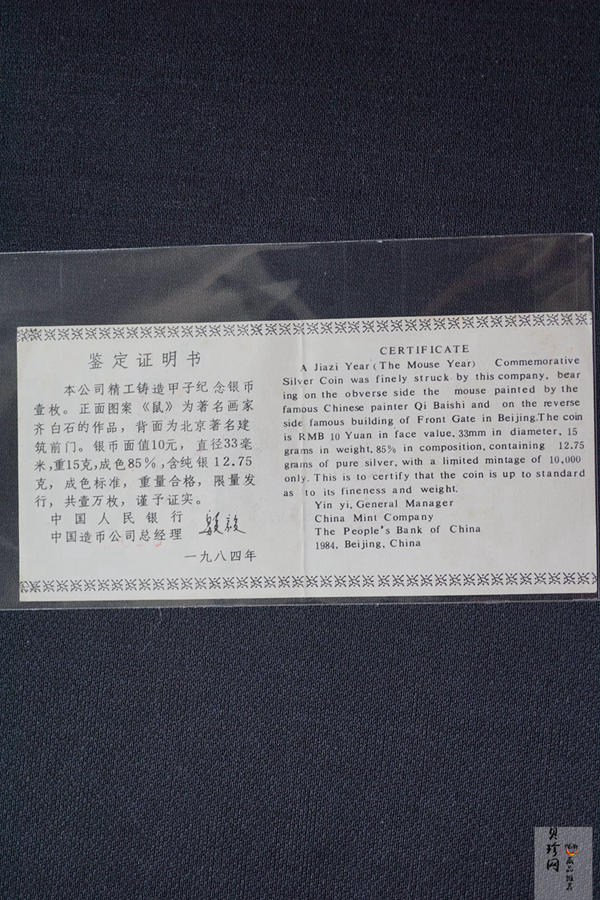 鉴定证明书
本公司精工铸造甲子纪念银币
壹枚。正面图案《鼠》为著名画家
齐白石的作品，背面为北京著名建
筑前门。银币面值10元，直径33毫
米，重15克，成色85%，含纯银12.75
克，成色标准，重量合格，限量发
行，共壹万枚，谨予证实。
中国人民银行
中国造币公司总经理
一九八四年
CERTIFICATE
A Jiazi Year (The Mouse Year) Commemorative
Silver Coin was finely struck by this company, bear
ing on the obverse side the mouse painted by the
famous Chinese painter Qi Baishi and on the reverse
side famous building of Front Gate in Beijing.The coin
is RMB 10 Yuan in face value, 33mm in diameter, 15
grams in weight, 85% in composition, containing 12.75
grams of pure silver, with a limited mintage of 10,000
only. This is to certify that the coin is up to standard
as to its fineness and weight.
Yin yi, General Manager
China Mint Company
The People's Bank of China
1984, Beijing, China
贝珍网